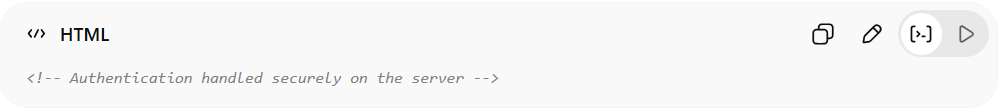 HTML
<!-- Authentication handled securely on the server -->